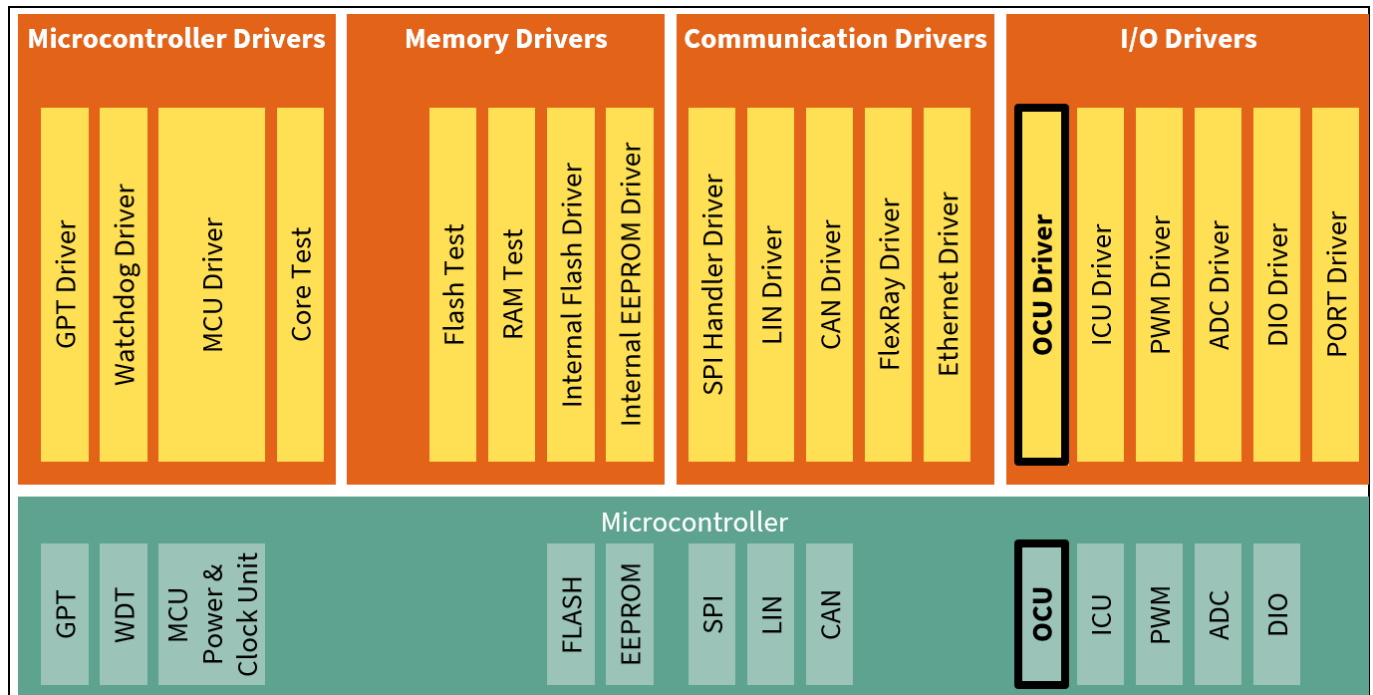 Microcontroller Drivers
Memory Drivers
Communication Drivers
I/O Drivers
GPT Driver
Watchdog Driver
MCU Driver
Core Test
Flash Test
RAM Test
Internal Flash Driver
Internal EEPROM Driver
SPI Handler Driver
LIN Driver
CAN Driver
FlexRay Driver
Ethernet Driver
OCU Driver
ICU Driver
PWM Driver
ADC Driver
DIO Driver
PORT Driver
Microcontroller
GPT
WDT
MCU
Power &
Clock Unit
FLASH
EEPROM
SPI
LIN
CAN
OCU
ICU
PWM
ADC
DIO